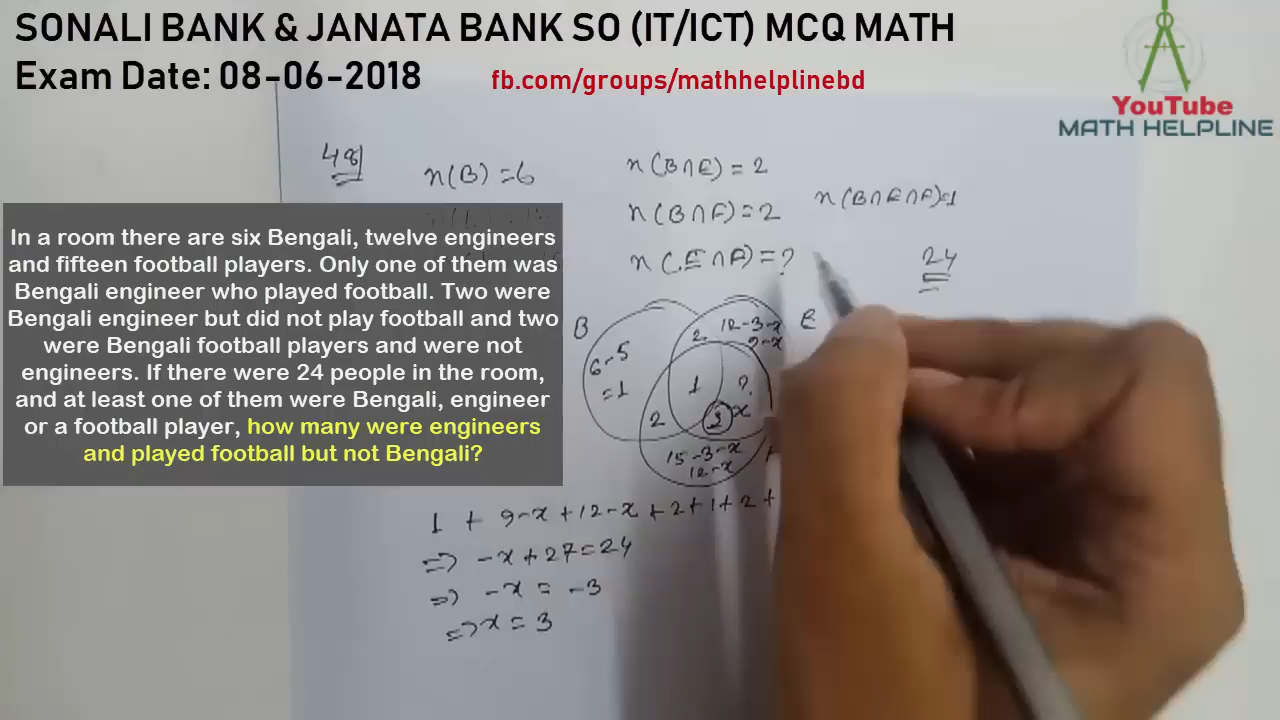 SONALI BANK & JANATA BANK SO (IT/ICT) MCQ MATH
Exam Date: 08-06-2018
fb.com/groups/mathhelplinebd
YouTube
MATH HELPLINE
48
n(B) = 6
n(B∩E) = 2
n(B∩F) = 2
n(B∩E∩F)=1
n(E∩F)=?
24
In a room there are six Bengali, twelve engineers
and fifteen football players. Only one of them was
Bengali engineer who played football. Two were
Bengali engineer but did not play football and two
were Bengali football players and were not
engineers. If there were 24 people in the room,
and at least one of them were Bengali, engineer
or a football player, how many were engineers
and played football but not Bengali?
B
E
2
12-3-x
9-x
6-5
=1
1
?
x
2
3
15-3-x
12-x
1 + 9-x+12-x+2+1+2+
=> -x+27=24
=> -x = -3
=> x = 3